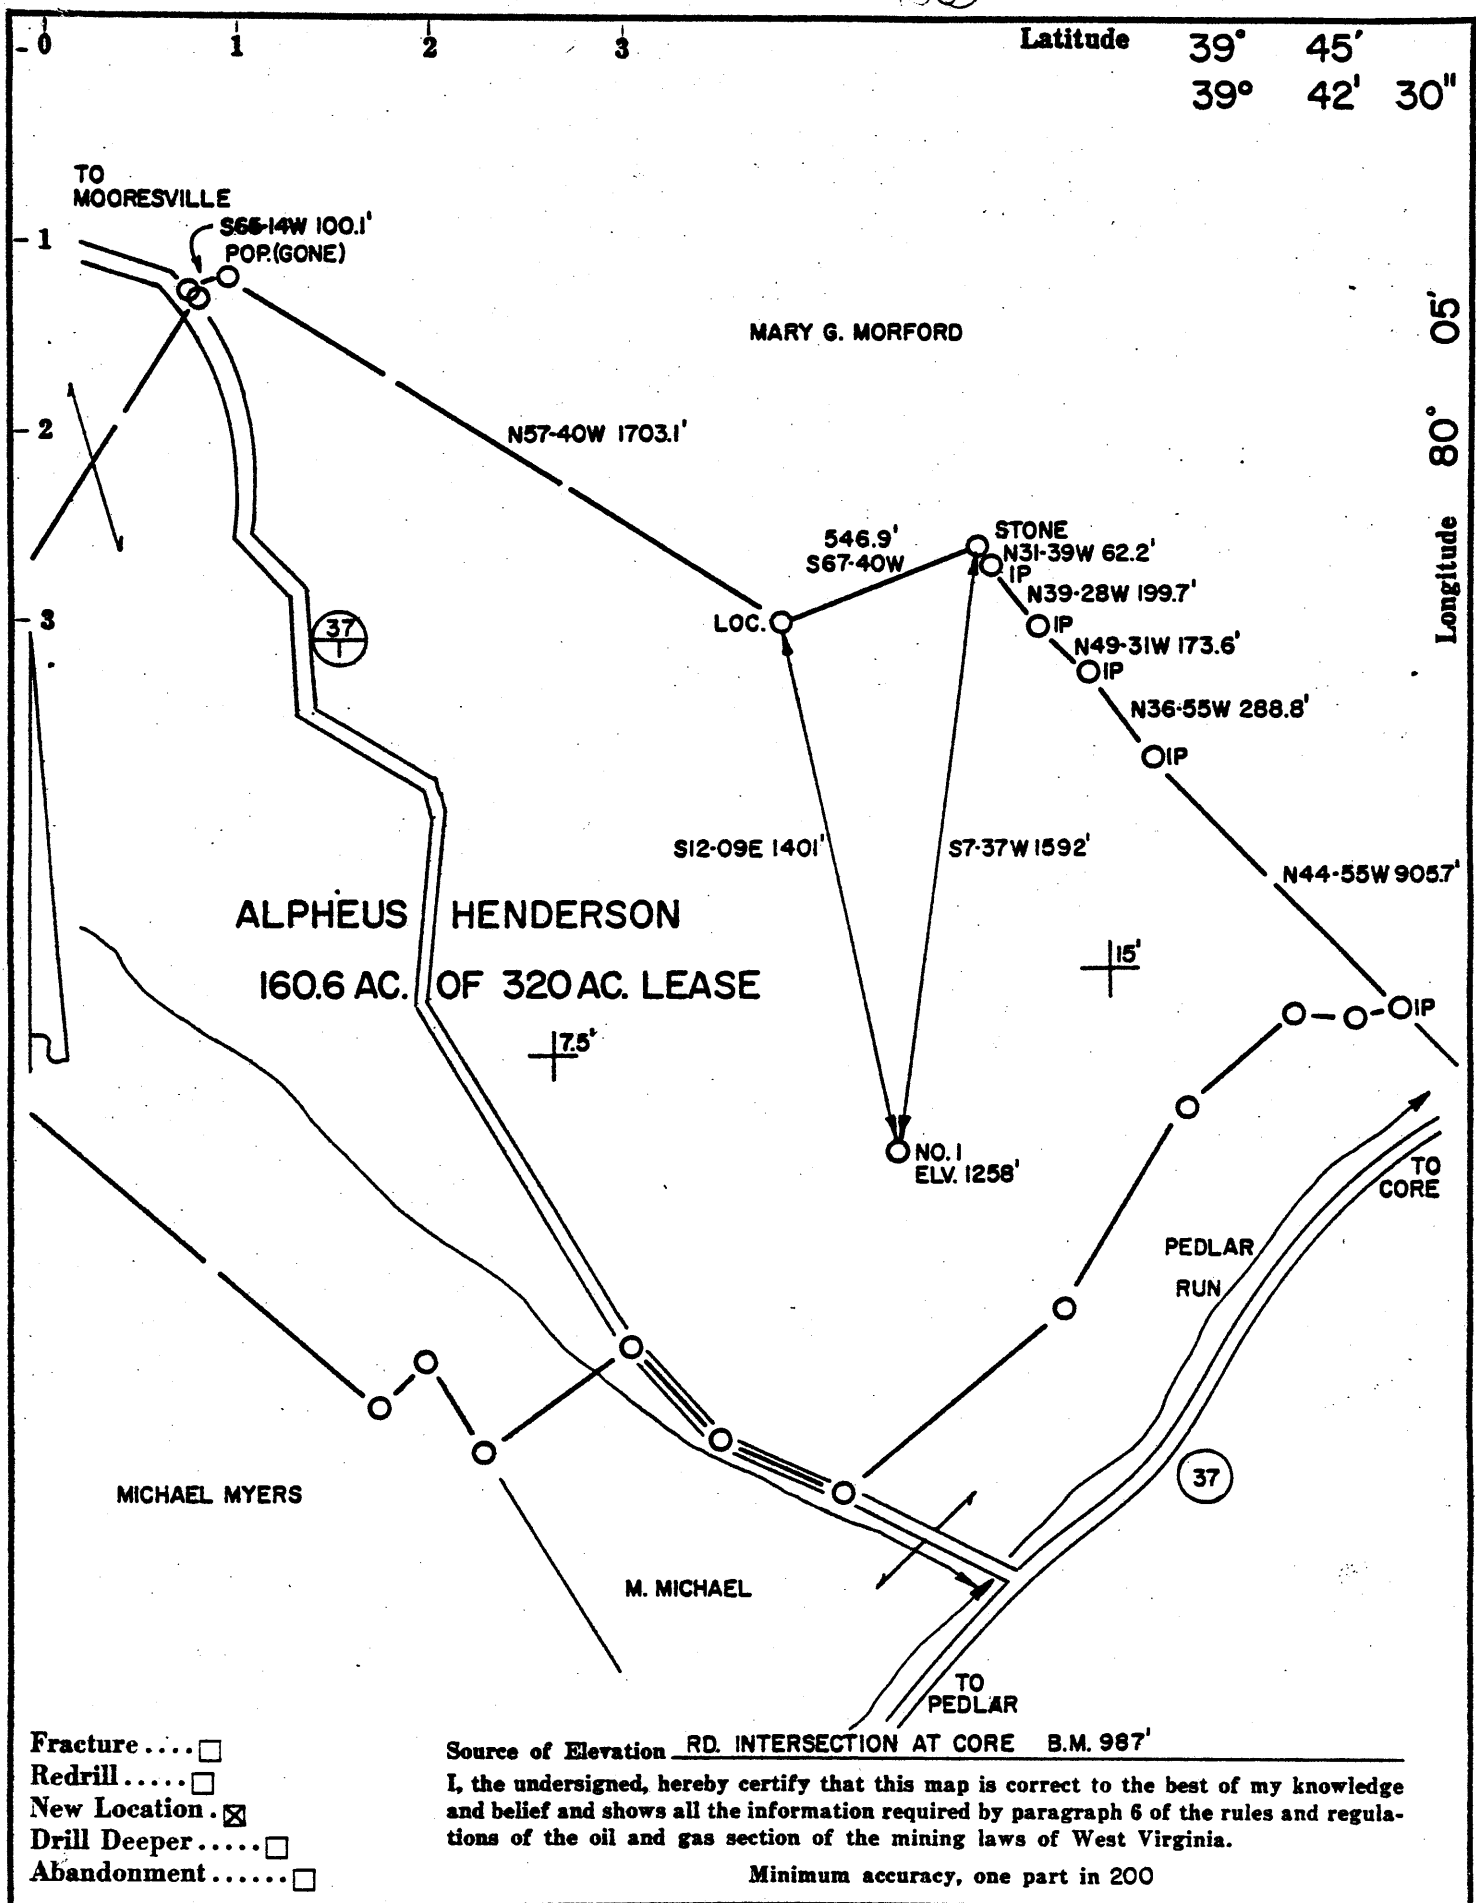 0 1 2 3 Latitude 39° 45'
39° 42' 30"
TO
MOORESVILLE
S65-14W 100.1'
POP.(GONE)
1
MARY G. MORFORD
Longitude 80° 05'
2
N57-40W 1703.1'
STONE
546.9'
S67-40W
N31-39W 62.2'
IP
N39-28W 199.7'
3
LOC.
IP
37
1
N49-31W 173.6'
IP
N36-55W 288.8'
IP
S12-09E 1401'
S7-37W 1592'
N44-55W 905.7'
ALPHEUS HENDERSON
15'
160.6 AC. OF 320 AC. LEASE
IP
7.5'
NO. 1
ELV. 1258'
TO
CORE
PEDLAR
RUN
37
MICHAEL MYERS
M. MICHAEL
TO
PEDLAR
Fracture ....
Redrill .....
New Location .
Drill Deeper .....
Abandonment ......
Source of Elevation RD. INTERSECTION AT CORE B.M. 987'
I, the undersigned, hereby certify that this map is correct to the best of my knowledge
and belief and shows all the information required by paragraph 6 of the rules and regula-
tions of the oil and gas section of the mining laws of West Virginia.
Minimum accuracy, one part in 200